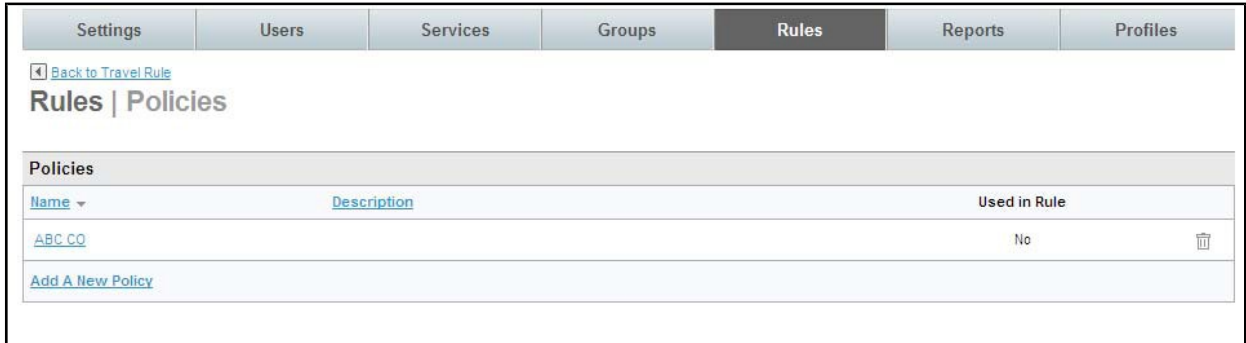 Settings Users Services Groups Rules Reports Profiles
Back to Travel Rule
Rules | Policies
Policies
Name Description Used in Rule
ABC CO No
Add A New Policy